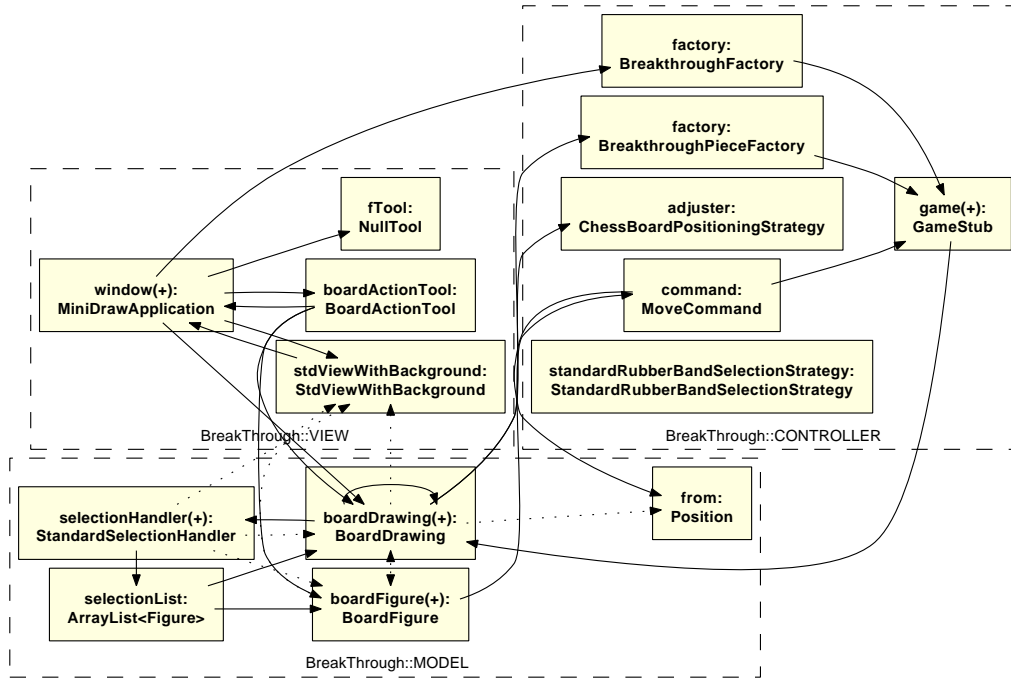 factory:
BreakthroughFactory
factory:
BreakthroughPieceFactory
fTool:
NullTool
adjuster:
ChessBoardPositioningStrategy
game(+):
GameStub
window(+):
MiniDrawApplication
boardActionTool:
BoardActionTool
command:
MoveCommand
stdViewWithBackground:
StdViewWithBackground
standardRubberBandSelectionStrategy:
StandardRubberBandSelectionStrategy
BreakThrough::VIEW
BreakThrough::CONTROLLER
selectionHandler(+):
StandardSelectionHandler
boardDrawing(+):
BoardDrawing
from:
Position
selectionList:
ArrayList<Figure>
boardFigure(+):
BoardFigure
BreakThrough::MODEL